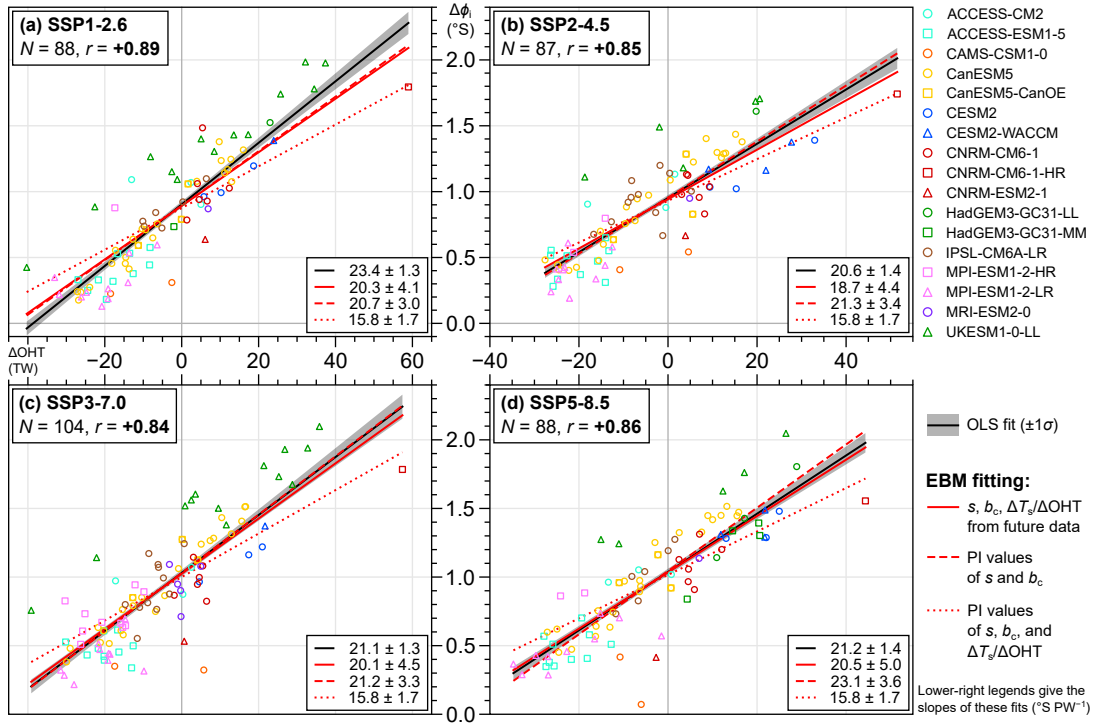 (a) SSP1-2.6
N = 88, r = +0.89
Δϕi
(°S)
(b) SSP2-4.5
N = 87, r = +0.85
2.0
1.5
1.0
0.5
0.0
23.4 ± 1.3
20.3 ± 4.1
20.7 ± 3.0
15.8 ± 1.7
20.6 ± 1.4
18.7 ± 4.4
21.3 ± 3.4
15.8 ± 1.7
ΔOHT
(TW)
−20 0 20 40 60
−40 −20 0 20 40
(c) SSP3-7.0
N = 104, r = +0.84
(d) SSP5-8.5
N = 88, r = +0.86
2.0
1.5
1.0
0.5
0.0
21.1 ± 1.3
20.1 ± 4.5
21.2 ± 3.3
15.8 ± 1.7
21.2 ± 1.4
20.5 ± 5.0
23.1 ± 3.6
15.8 ± 1.7
ACCESS-CM2
ACCESS-ESM1-5
CAMS-CSM1-0
CanESM5
CanESM5-CanOE
CESM2
CESM2-WACCM
CNRM-CM6-1
CNRM-CM6-1-HR
CNRM-ESM2-1
HadGEM3-GC31-LL
HadGEM3-GC31-MM
IPSL-CM6A-LR
MPI-ESM1-2-HR
MPI-ESM1-2-LR
MRI-ESM2-0
UKESM1-0-LL
OLS fit (±1σ)
EBM fitting:
s, bc, ΔTs/ΔOHT
from future data
PI values
of s and bc
PI values
of s, bc, and
ΔTs/ΔOHT
Lower-right legends give the
slopes of these fits (°S PW⁻¹)